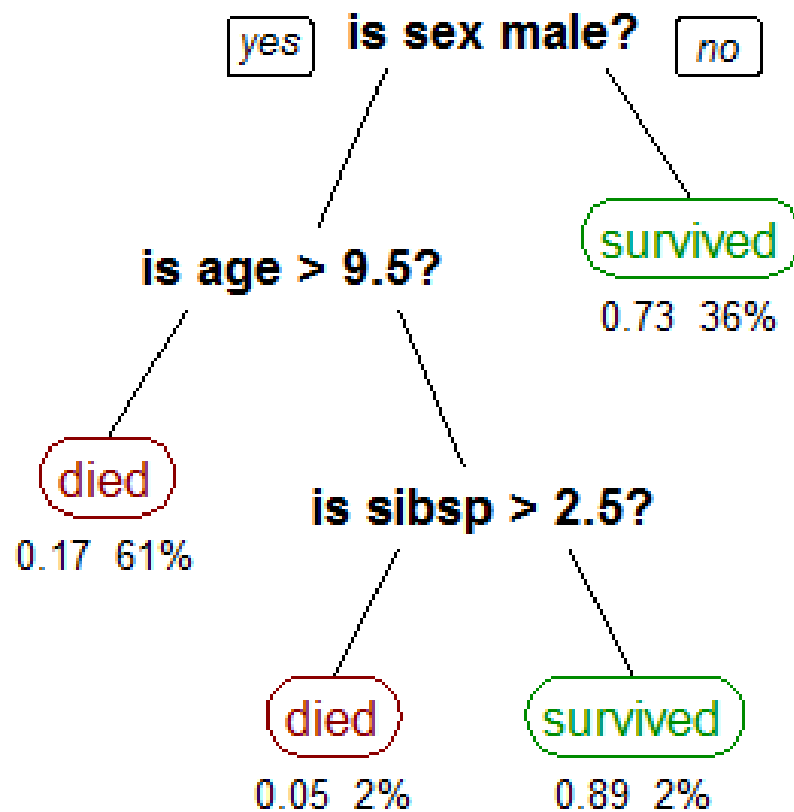 yes is sex male? no
survived
is age > 9.5?
0.73 36%
died
is sibsp > 2.5?
0.17 61%
died survived
0.05 2% 0.89 2%